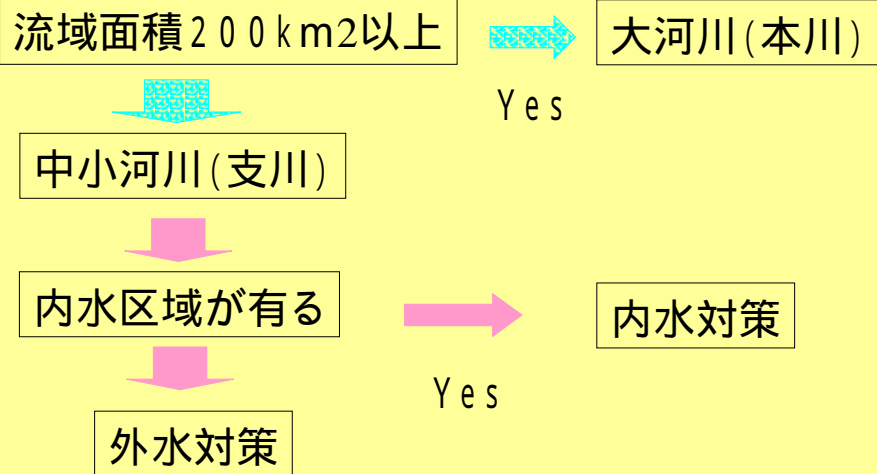 流域面積200km2以上
大河川(本川)
Yes
中小河川(支川)
内水区域が有る
内水対策
Yes
外水対策